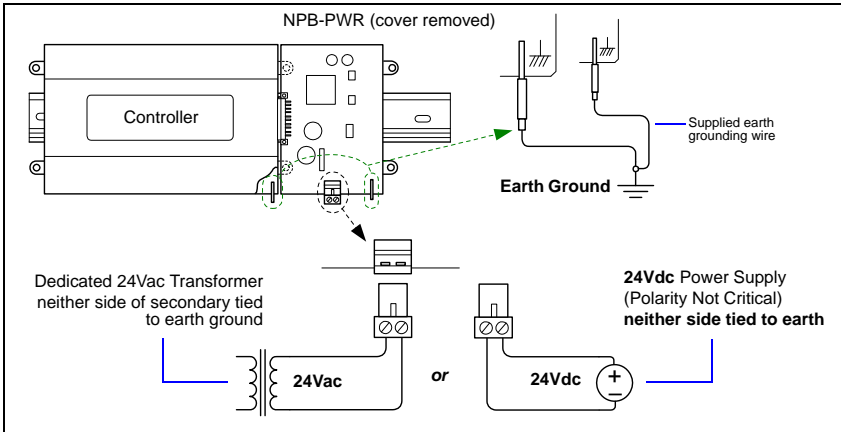 NPB-PWR (cover removed)
Controller
Supplied earth
grounding wire
Earth Ground
Dedicated 24Vac Transformer
neither side of secondary tied
to earth ground
24Vdc Power Supply
(Polarity Not Critical)
neither side tied to earth
24Vac
or
24Vdc
+
–